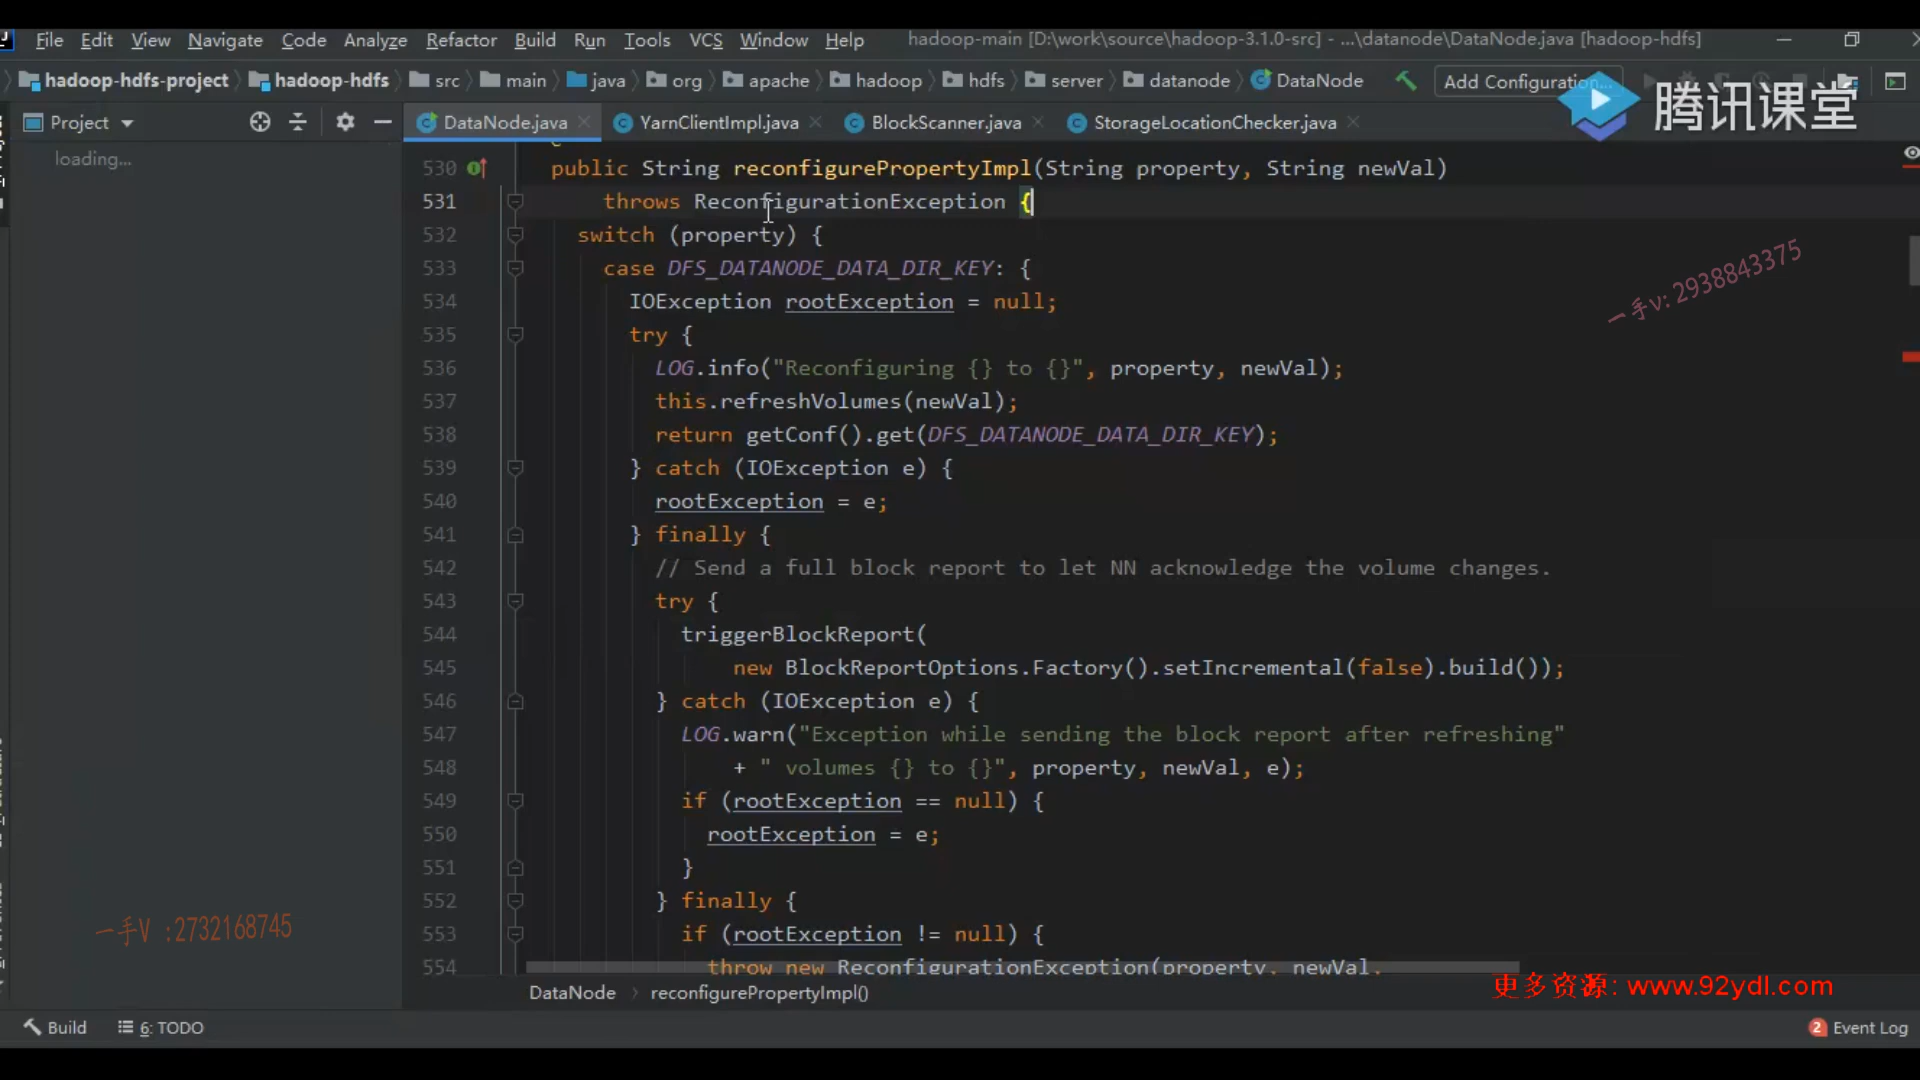 File Edit View Navigate Code Analyze Refactor Build Run Tools VCS Window Help hadoop-main [D:\work\source\hadoop-3.1.0-src] - ...\datanode\DataNode.java [hadoop-hdfs]
hadoop-hdfs-project hadoop-hdfs src main java org apache hadoop hdfs server datanode DataNode Add Configuration...
腾讯课堂
Project DataNode.java YarnClientImpl.java BlockScanner.java StorageLocationChecker.java
loading...
530 public String reconfigurePropertyImpl(String property, String newVal)
531 throws ReconfigurationException {
532 switch (property) {
533 case DFS_DATANODE_DATA_DIR_KEY: {
534 IOException rootException = null;
535 try {
536 LOG.info("Reconfiguring {} to {}", property, newVal);
537 this.refreshVolumes(newVal);
538 return getConf().get(DFS_DATANODE_DATA_DIR_KEY);
539 } catch (IOException e) {
540 rootException = e;
541 } finally {
542 // Send a full block report to let NN acknowledge the volume changes.
543 try {
544 triggerBlockReport(
545 new BlockReportOptions.Factory().setIncremental(false).build());
546 } catch (IOException e) {
547 LOG.warn("Exception while sending the block report after refreshing"
548 + " volumes {} to {}", property, newVal, e);
549 if (rootException == null) {
550 rootException = e;
551 }
552 } finally {
553 if (rootException != null) {
554 throw new ReconfigurationException(property, newVal,
一手v:2938843375
一手V :2732168745
更多资源: www.92ydl.com
DataNode reconfigurePropertyImpl()
Build 6: TODO 2 Event Log